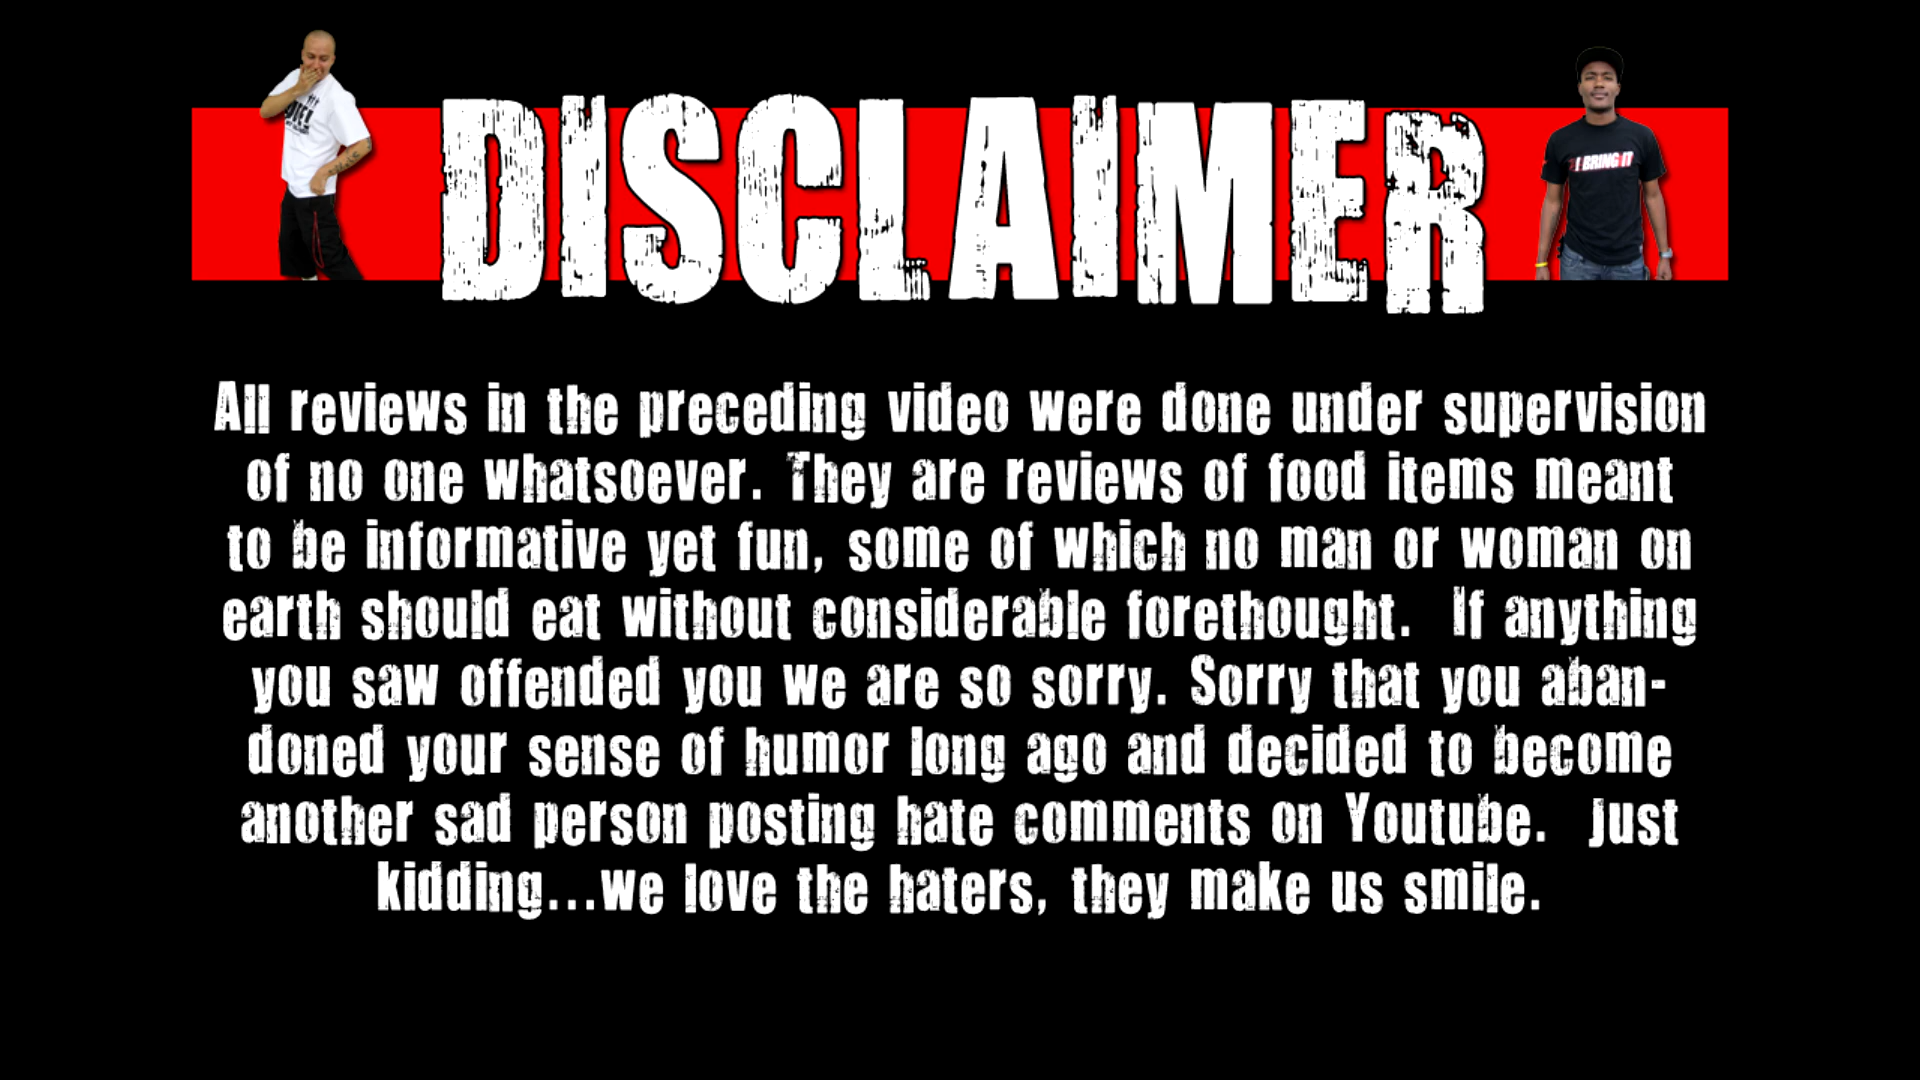 DISCLAIMER
DIE!
I BRING IT
All reviews in the preceding video were done under supervision
of no one whatsoever. They are reviews of food items meant
to be informative yet fun, some of which no man or woman on
earth should eat without considerable forethought. If anything
you saw offended you we are so sorry. Sorry that you aban-
doned your sense of humor long ago and decided to become
another sad person posting hate comments on Youtube. Just
kidding...we love the haters, they make us smile.